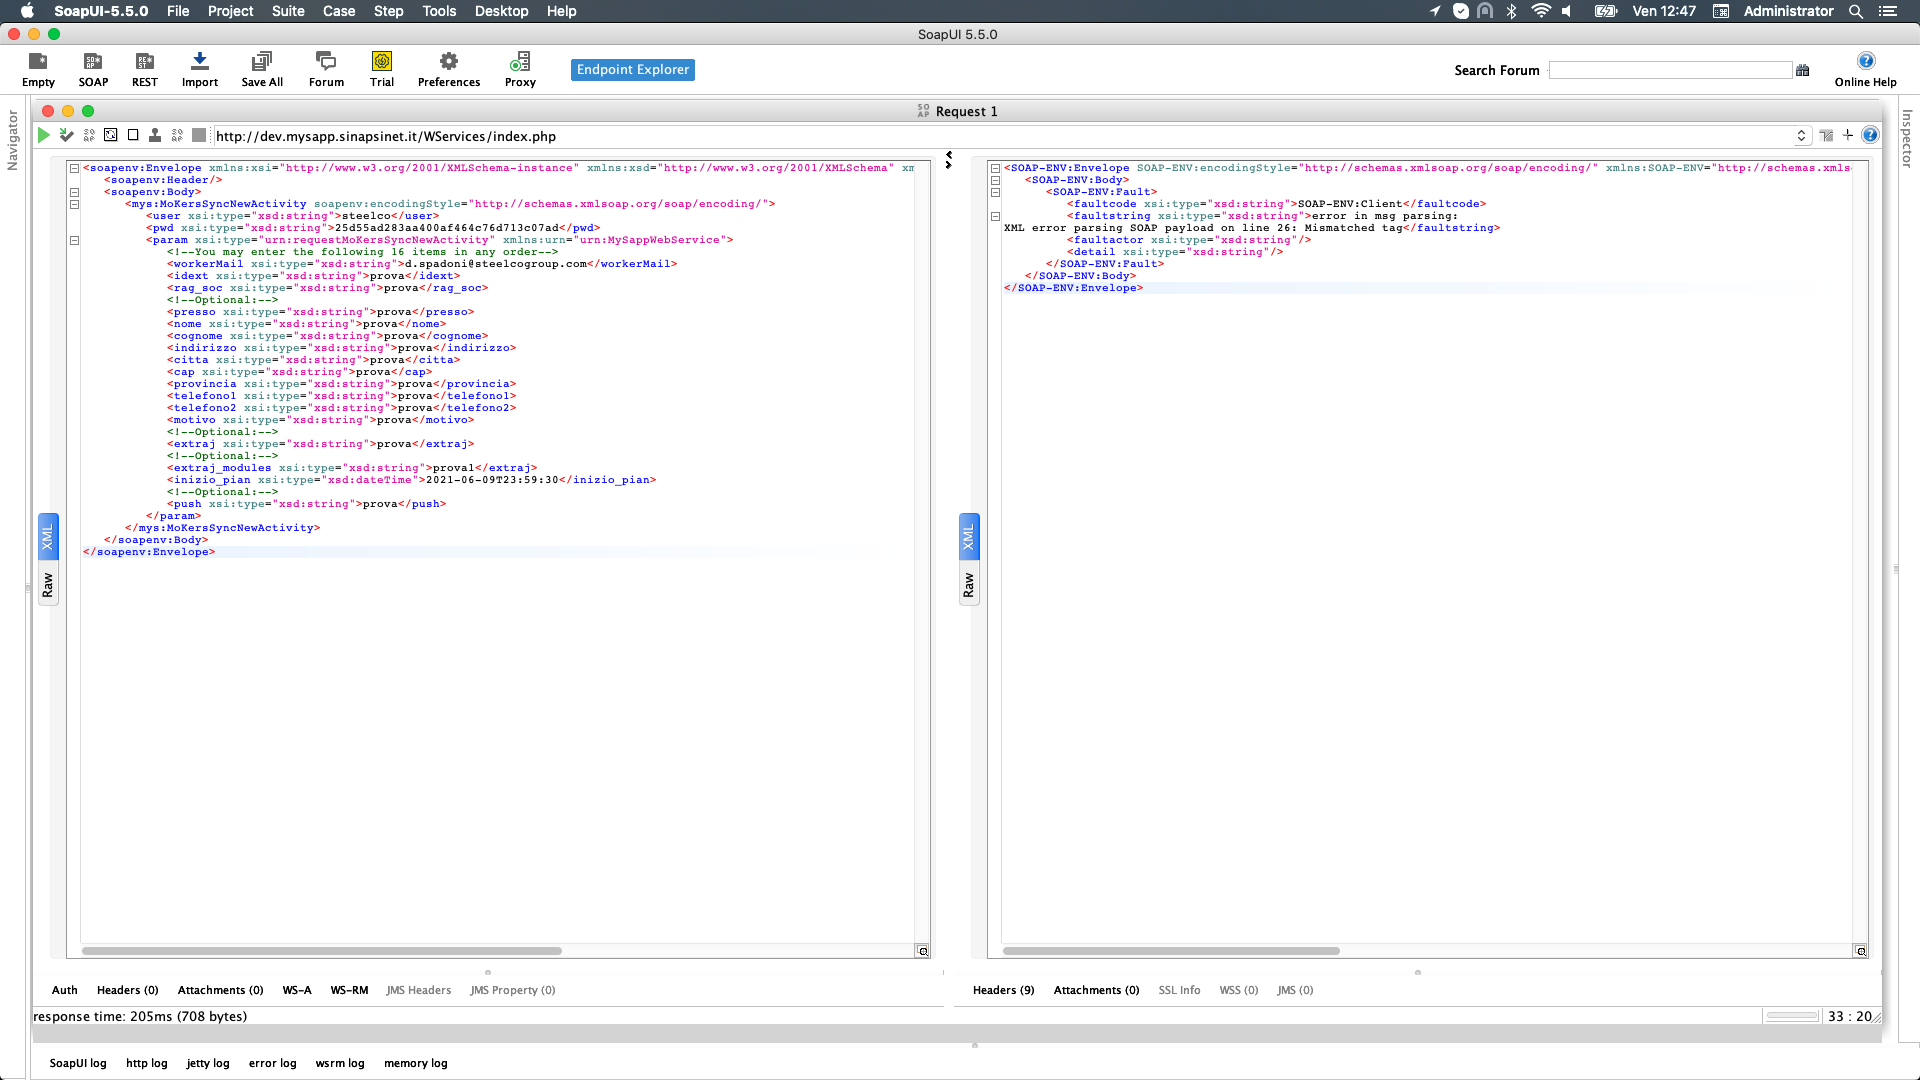 SoapUI-5.5.0 File Project Suite Case Step Tools Desktop Help Ven 12:47 Administrator
SoapUI 5.5.0
Empty SOAP REST Import Save All Forum Trial Preferences Proxy Endpoint Explorer Search Forum Online Help
Navigator
Inspector
Request 1
http://dev.mysapp.sinapsinet.it/WServices/index.php
<soapenv:Envelope xmlns:xsi="http://www.w3.org/2001/XMLSchema-instance" xmlns:xsd="http://www.w3.org/2001/XMLSchema" xm
<soapenv:Header/>
<soapenv:Body>
<mys:MoKersSyncNewActivity soapenv:encodingStyle="http://schemas.xmlsoap.org/soap/encoding/">
<user xsi:type="xsd:string">steelco</user>
<pwd xsi:type="xsd:string">25d55ad283aa400af464c76d713c07ad</pwd>
<param xsi:type="urn:requestMoKersSyncNewActivity" xmlns:urn="urn:MySappWebService">
<!--You may enter the following 16 items in any order-->
<workerMail xsi:type="xsd:string">d.spadoni@steelcogroup.com</workerMail>
<idext xsi:type="xsd:string">prova</idext>
<rag_soc xsi:type="xsd:string">prova</rag_soc>
<!--Optional:-->
<presso xsi:type="xsd:string">prova</presso>
<nome xsi:type="xsd:string">prova</nome>
<cognome xsi:type="xsd:string">prova</cognome>
<indirizzo xsi:type="xsd:string">prova</indirizzo>
<citta xsi:type="xsd:string">prova</citta>
<cap xsi:type="xsd:string">prova</cap>
<provincia xsi:type="xsd:string">prova</provincia>
<telefono1 xsi:type="xsd:string">prova</telefono1>
<telefono2 xsi:type="xsd:string">prova</telefono2>
<motivo xsi:type="xsd:string">prova</motivo>
<!--Optional:-->
<extraj xsi:type="xsd:string">prova</extraj>
<!--Optional:-->
<extraj_modules xsi:type="xsd:string">prova1</extraj>
<inizio_pian xsi:type="xsd:dateTime">2021-06-09T23:59:30</inizio_pian>
<!--Optional:-->
<push xsi:type="xsd:string">prova</push>
</param>
</mys:MoKersSyncNewActivity>
</soapenv:Body>
</soapenv:Envelope>
XML
Raw
<SOAP-ENV:Envelope SOAP-ENV:encodingStyle="http://schemas.xmlsoap.org/soap/encoding/" xmlns:SOAP-ENV="http://schemas.xmls
<SOAP-ENV:Body>
<SOAP-ENV:Fault>
<faultcode xsi:type="xsd:string">SOAP-ENV:Client</faultcode>
<faultstring xsi:type="xsd:string">error in msg parsing:
XML error parsing SOAP payload on line 26: Mismatched tag</faultstring>
<faultactor xsi:type="xsd:string"/>
<detail xsi:type="xsd:string"/>
</SOAP-ENV:Fault>
</SOAP-ENV:Body>
</SOAP-ENV:Envelope>
XML
Raw
Auth Headers (0) Attachments (0) WS-A WS-RM JMS Headers JMS Property (0)
Headers (9) Attachments (0) SSL Info WSS (0) JMS (0)
response time: 205ms (708 bytes)
33 : 20
SoapUI log http log jetty log error log wsrm log memory log